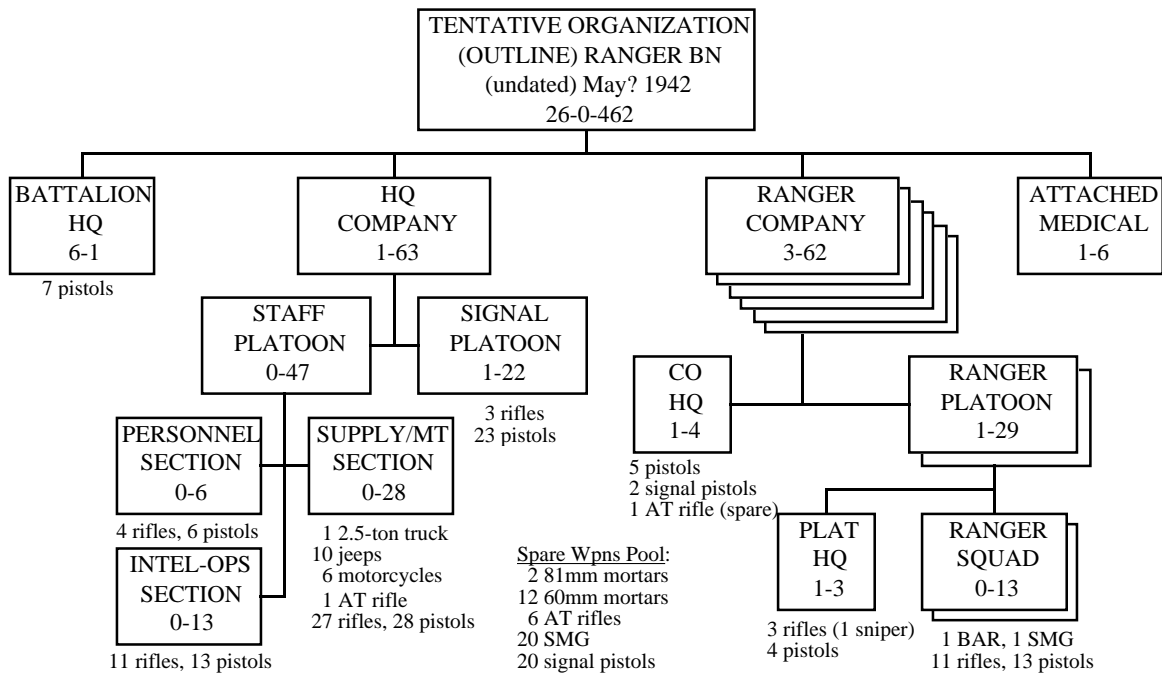 TENTATIVE ORGANIZATION
(OUTLINE) RANGER BN
(undated) May? 1942
26-0-462
BATTALION
HQ
6-1
7 pistols
HQ
COMPANY
1-63
RANGER
COMPANY
3-62
ATTACHED
MEDICAL
1-6
STAFF
PLATOON
0-47
SIGNAL
PLATOON
1-22
3 rifles
23 pistols
PERSONNEL
SECTION
0-6
4 rifles, 6 pistols
SUPPLY/MT
SECTION
0-28
1 2.5-ton truck
10 jeeps
6 motorcycles
1 AT rifle
27 rifles, 28 pistols
INTEL-OPS
SECTION
0-13
11 rifles, 13 pistols
Spare Wpns Pool:
2 81mm mortars
12 60mm mortars
6 AT rifles
20 SMG
20 signal pistols
CO
HQ
1-4
5 pistols
2 signal pistols
1 AT rifle (spare)
RANGER
PLATOON
1-29
PLAT
HQ
1-3
3 rifles (1 sniper)
4 pistols
RANGER
SQUAD
0-13
1 BAR, 1 SMG
11 rifles, 13 pistols